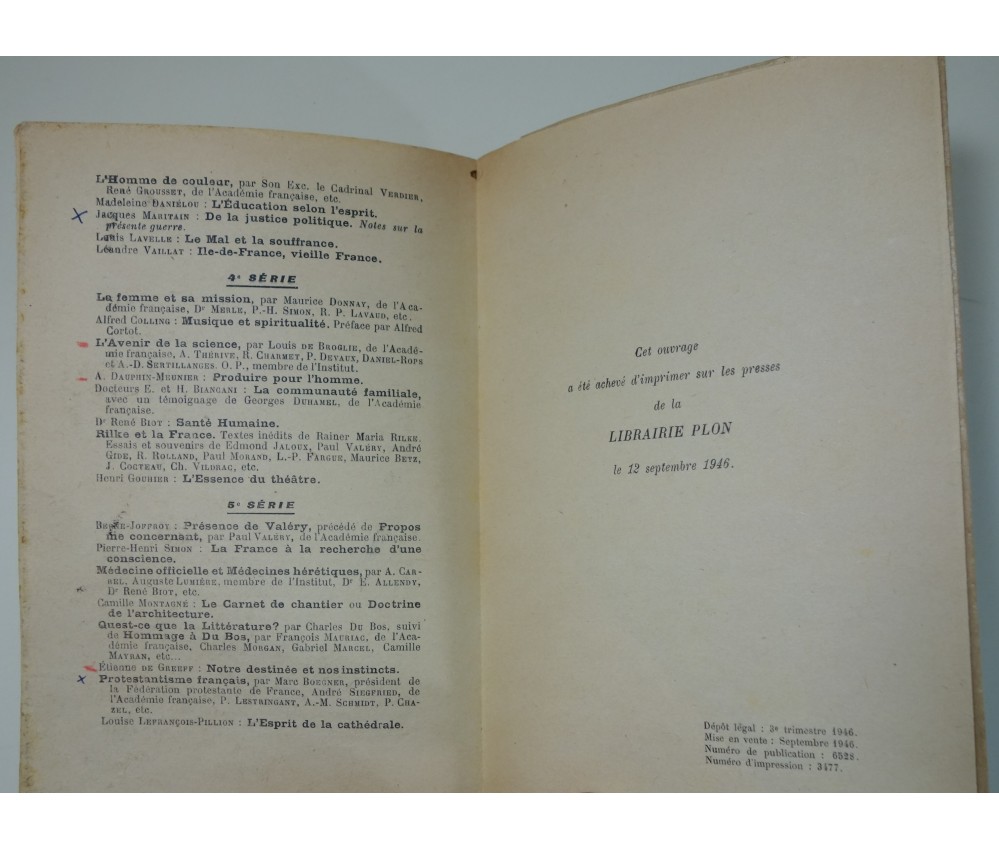 L'Homme de couleur, par Son Exc. le Cadrinal VERDIER,
René GROUSSET, de l'Académie française, etc.
Madeleine DANIÉLOU : L'Éducation selon l'esprit.
Jacques MARITAIN : De la justice politique. Notes sur la
présente guerre.
Louis LAVELLE : Le Mal et la souffrance.
Léandre VAILLAT : Ile-de-France, vieille France.
4e SÉRIE
La femme et sa mission, par Maurice DONNAY, de l'Aca-
démie française, Dr MERLE, P.-H. SIMON, R. P. LAVAUD, etc.
Alfred COLLING : Musique et spiritualité. Préface par Alfred
Cortot.
L'Avenir de la science, par Louis DE BROGLIE, de l'Acadé-
mie française, A. THÉRIVE, R. CHARMET, P. DEVAUX, DANIEL-ROPS
et A.-D. SERTILLANGES. O. P., membre de l'Institut.
A. DAUPHIN-MEUNIER : Produire pour l'homme.
Docteurs E. et H. BIANCANI : La communauté familiale,
avec un témoignage de Georges DUHAMEL, de l'Académie
française.
Dr René BIOT : Santé Humaine.
Rilke et la France. Textes inédits de Rainer Maria RILKE.
Essais et souvenirs de Edmond JALOUX, Paul VALÉRY, André
GIDE, R. ROLLAND, Paul MORAND, L.-P. FARGUE, Maurice BETZ,
J. COCTEAU, Ch. VILDRAC, etc.
Henri GOUHIER : L'Essence du théâtre.
5e SÉRIE
BERNE-JOFFROY : Présence de Valéry, précédé de Propos
me concernant, par Paul VALÉRY, de l'Académie française.
Pierre-Henri SIMON : La France à la recherche d'une
conscience.
Médecine officielle et Médecines hérétiques, par A. CAR-
REL, Auguste LUMIÈRE, membre de l'Institut, Dr E. ALLENDY,
Dr René BIOT, etc.
Camille MONTAGNÉ : Le Carnet de chantier ou Doctrine
de l'architecture.
Quest-ce que la Littérature? par Charles DU BOS, suivi
de Hommage à Du Bos, par François MAURIAC, de l'Aca-
démie française, Charles MORGAN, Gabriel MARCEL, Camille
MAYRAN, etc...
Étienne DE GREEFF : Notre destinée et nos instincts.
Protestantisme français, par Marc BOEGNER, président de
la Fédération protestante de France, André SIEGFRIED, de
l'Académie française, P. LESTRINGANT, A.-M. SCHMIDT, P. CHA-
ZEL, etc.
Louise LEFRANÇOIS-PILLION : L'Esprit de la cathédrale.
Cet ouvrage
a été achevé d'imprimer sur les presses
de la
LIBRAIRIE PLON
le 12 septembre 1946.
Dépôt légal : 3e trimestre 1946.
Mise en vente : Septembre 1946.
Numéro de publication : 6528.
Numéro d'impression : 3477.